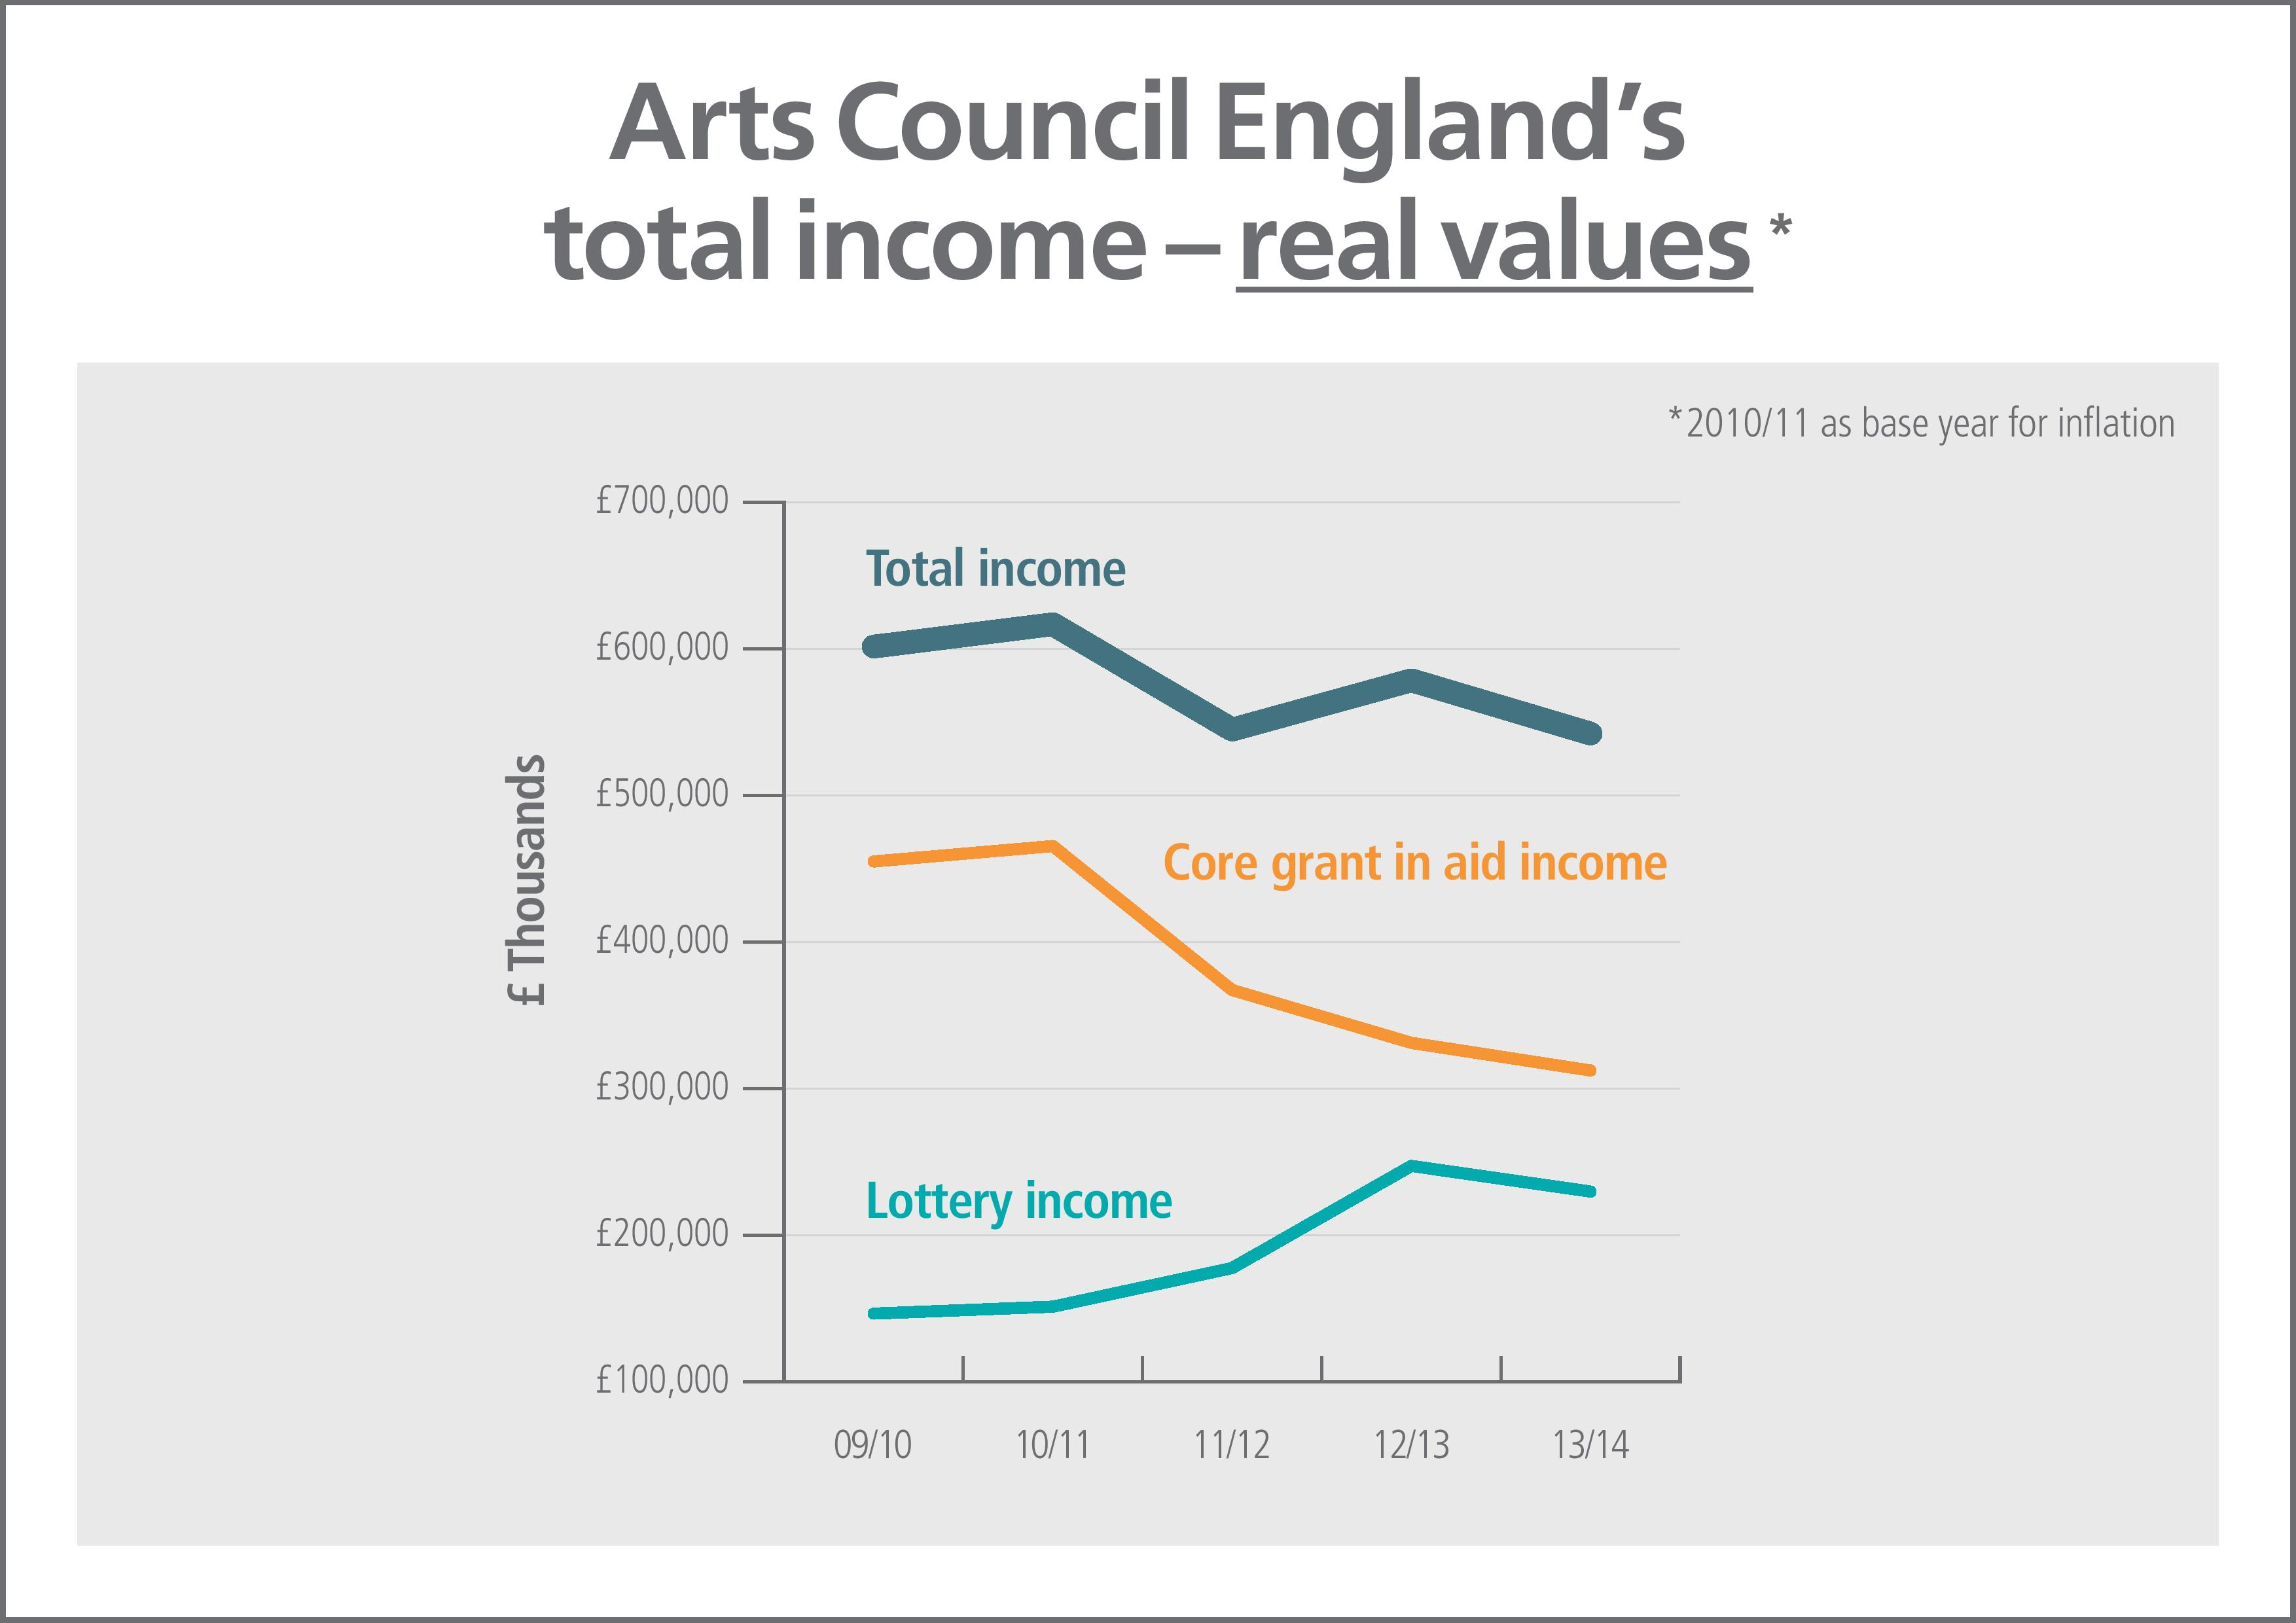 Arts Council England's
total income – real values *
*2010/11 as base year for inflation
£ Thousands
£700,000
£600,000
£500,000
£400,000
£300,000
£200,000
£100,000
Total income
Core grant in aid income
Lottery income
09/10 10/11 11/12 12/13 13/14